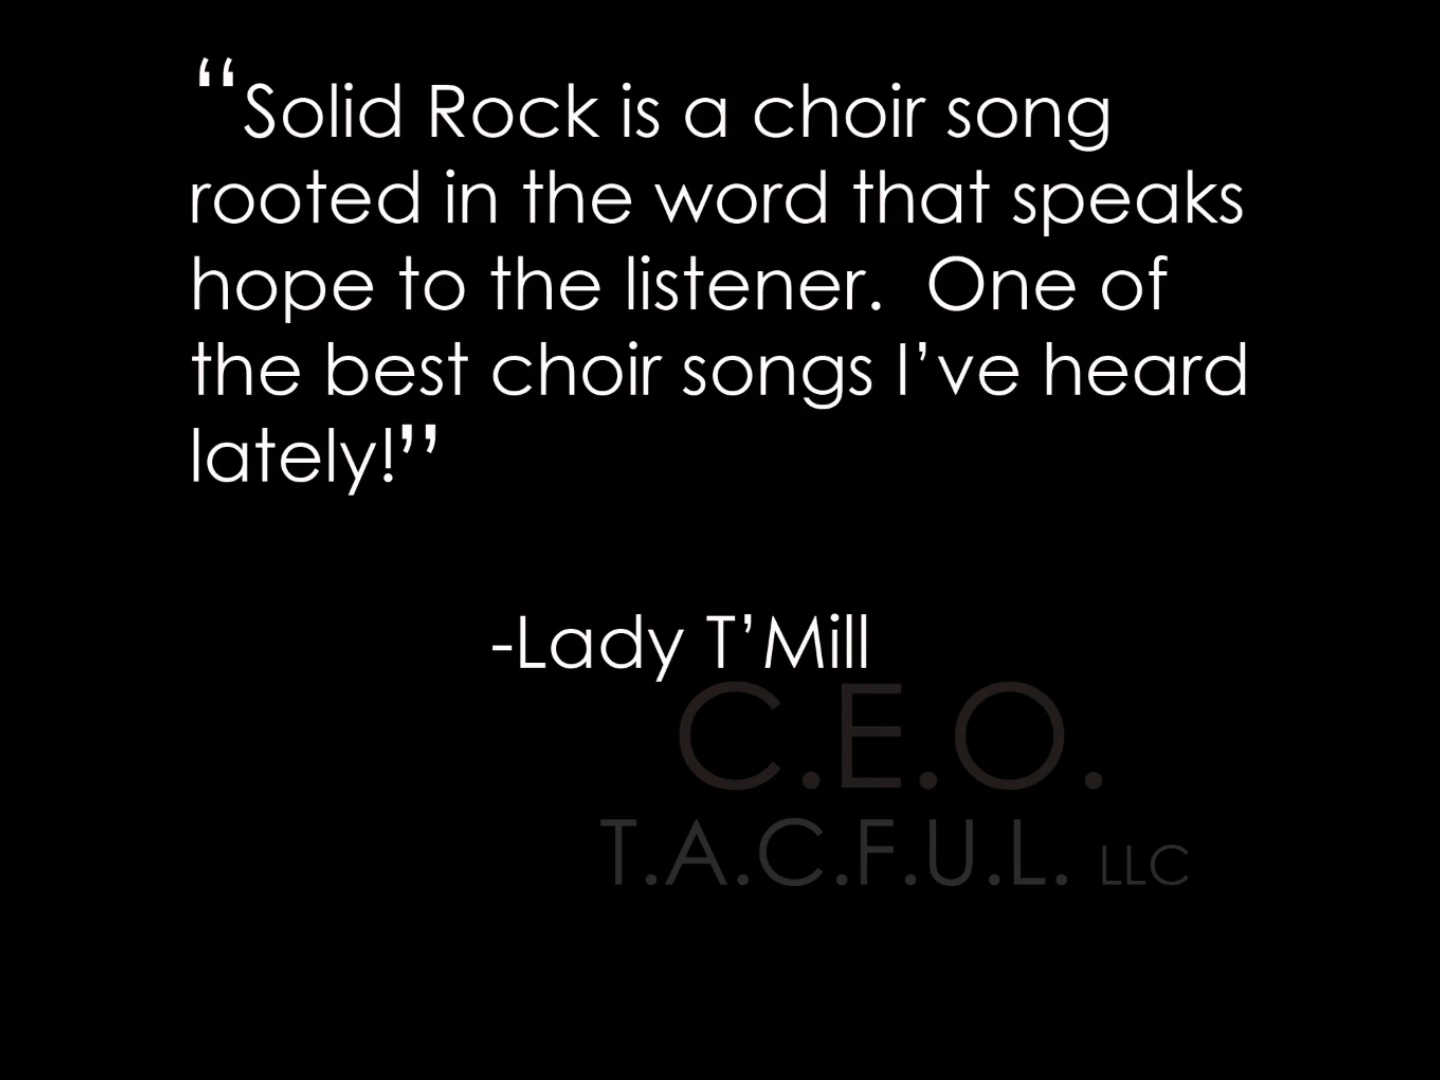 “Solid Rock is a choir song
rooted in the word that speaks
hope to the listener.  One of
the best choir songs I’ve heard
lately!”
-Lady T’Mill
C.E.O.
T.A.C.F.U.L. LLC